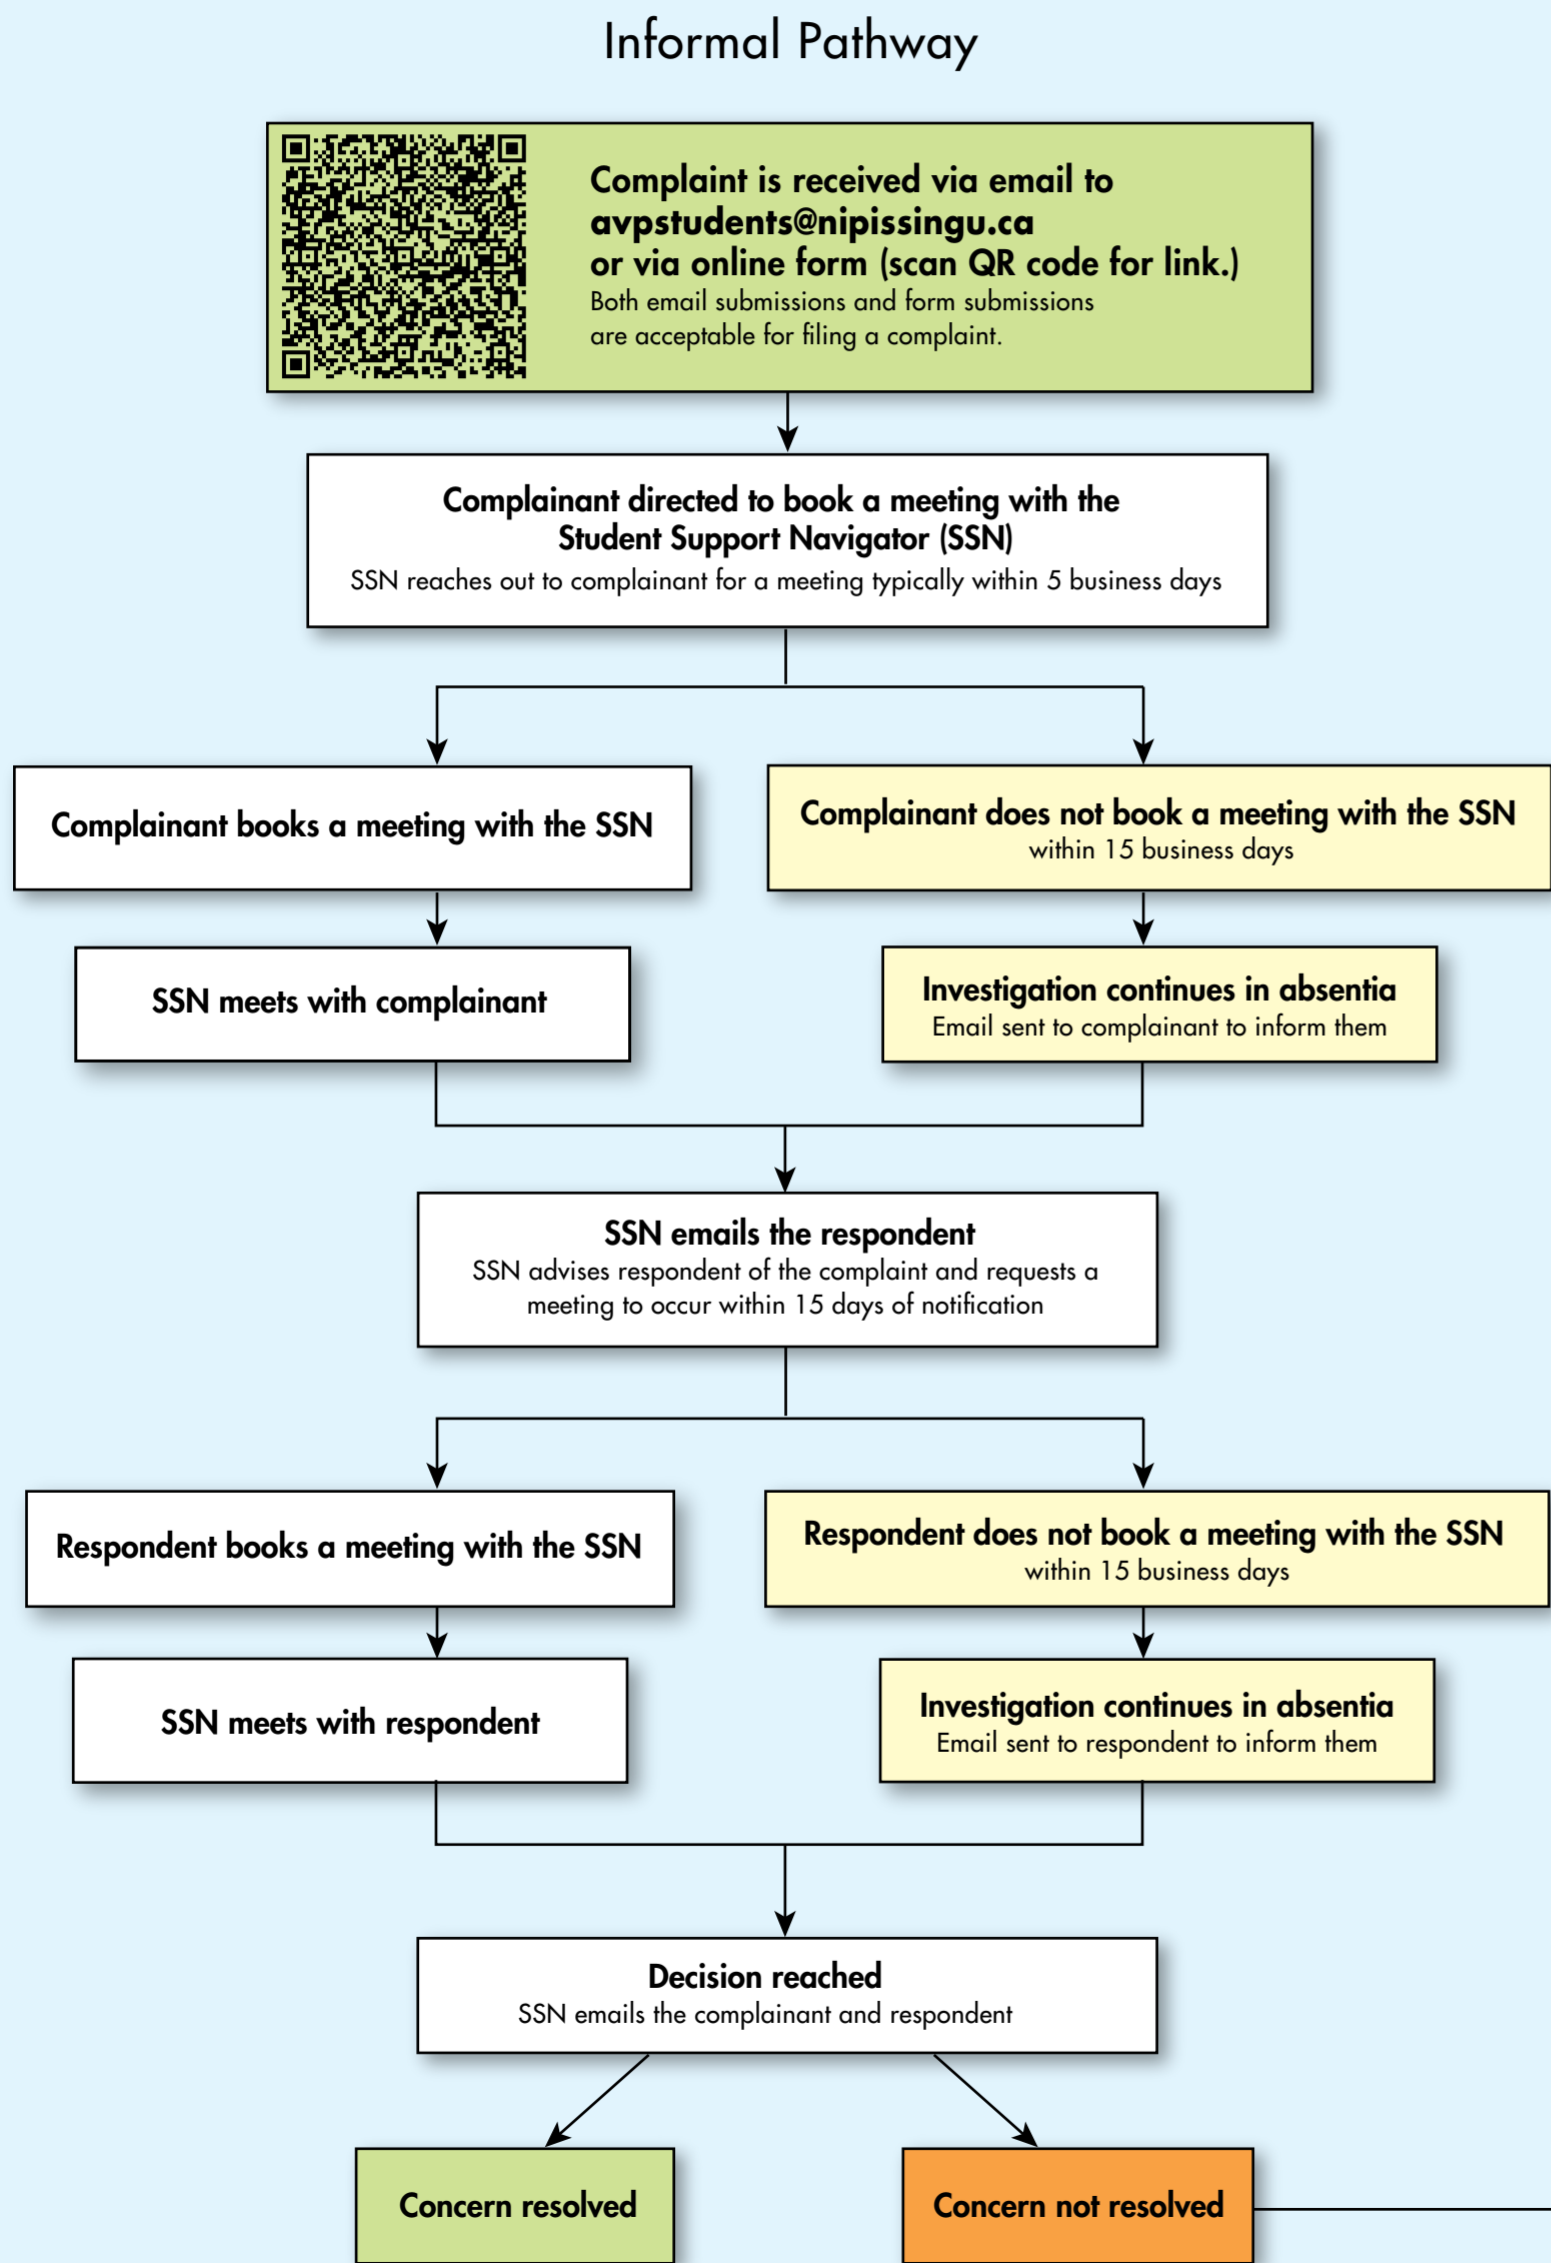 Informal Pathway
Complaint is received via email to
avpstudents@nipissingu.ca
or via online form (scan QR code for link.)
Both email submissions and form submissions
are acceptable for filing a complaint.
Complainant directed to book a meeting with the
Student Support Navigator (SSN)
SSN reaches out to complainant for a meeting typically within 5 business days
Complainant books a meeting with the SSN
Complainant does not book a meeting with the SSN
within 15 business days
SSN meets with complainant
Investigation continues in absentia
Email sent to complainant to inform them
SSN emails the respondent
SSN advises respondent of the complaint and requests a
meeting to occur within 15 days of notification
Respondent books a meeting with the SSN
Respondent does not book a meeting with the SSN
within 15 business days
SSN meets with respondent
Investigation continues in absentia
Email sent to respondent to inform them
Decision reached
SSN emails the complainant and respondent
Concern resolved
Concern not resolved